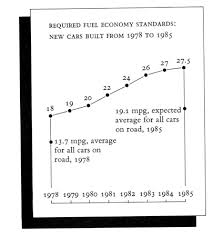 REQUIRED FUEL ECONOMY STANDARDS:
NEW CARS BUILT FROM 1978 TO 1985
18
19
20
22
24
26
27
27.5
19.1 mpg, expected
average for all cars
on road, 1985
13.7 mpg, average
for all cars on
road, 1978
1978 1979 1980 1981 1982 1983 1984 1985